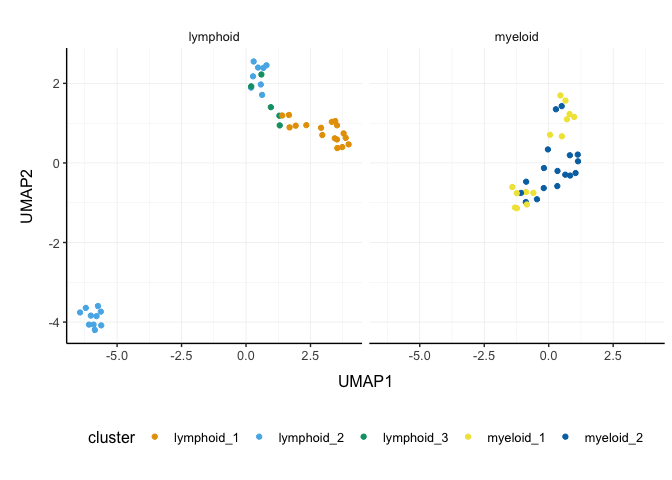 lymphoid myeloid
2
0
-2
-4
UMAP2
-5.0 -2.5 0.0 2.5 -5.0 -2.5 0.0 2.5
UMAP1
cluster lymphoid_1 lymphoid_2 lymphoid_3 myeloid_1 myeloid_2